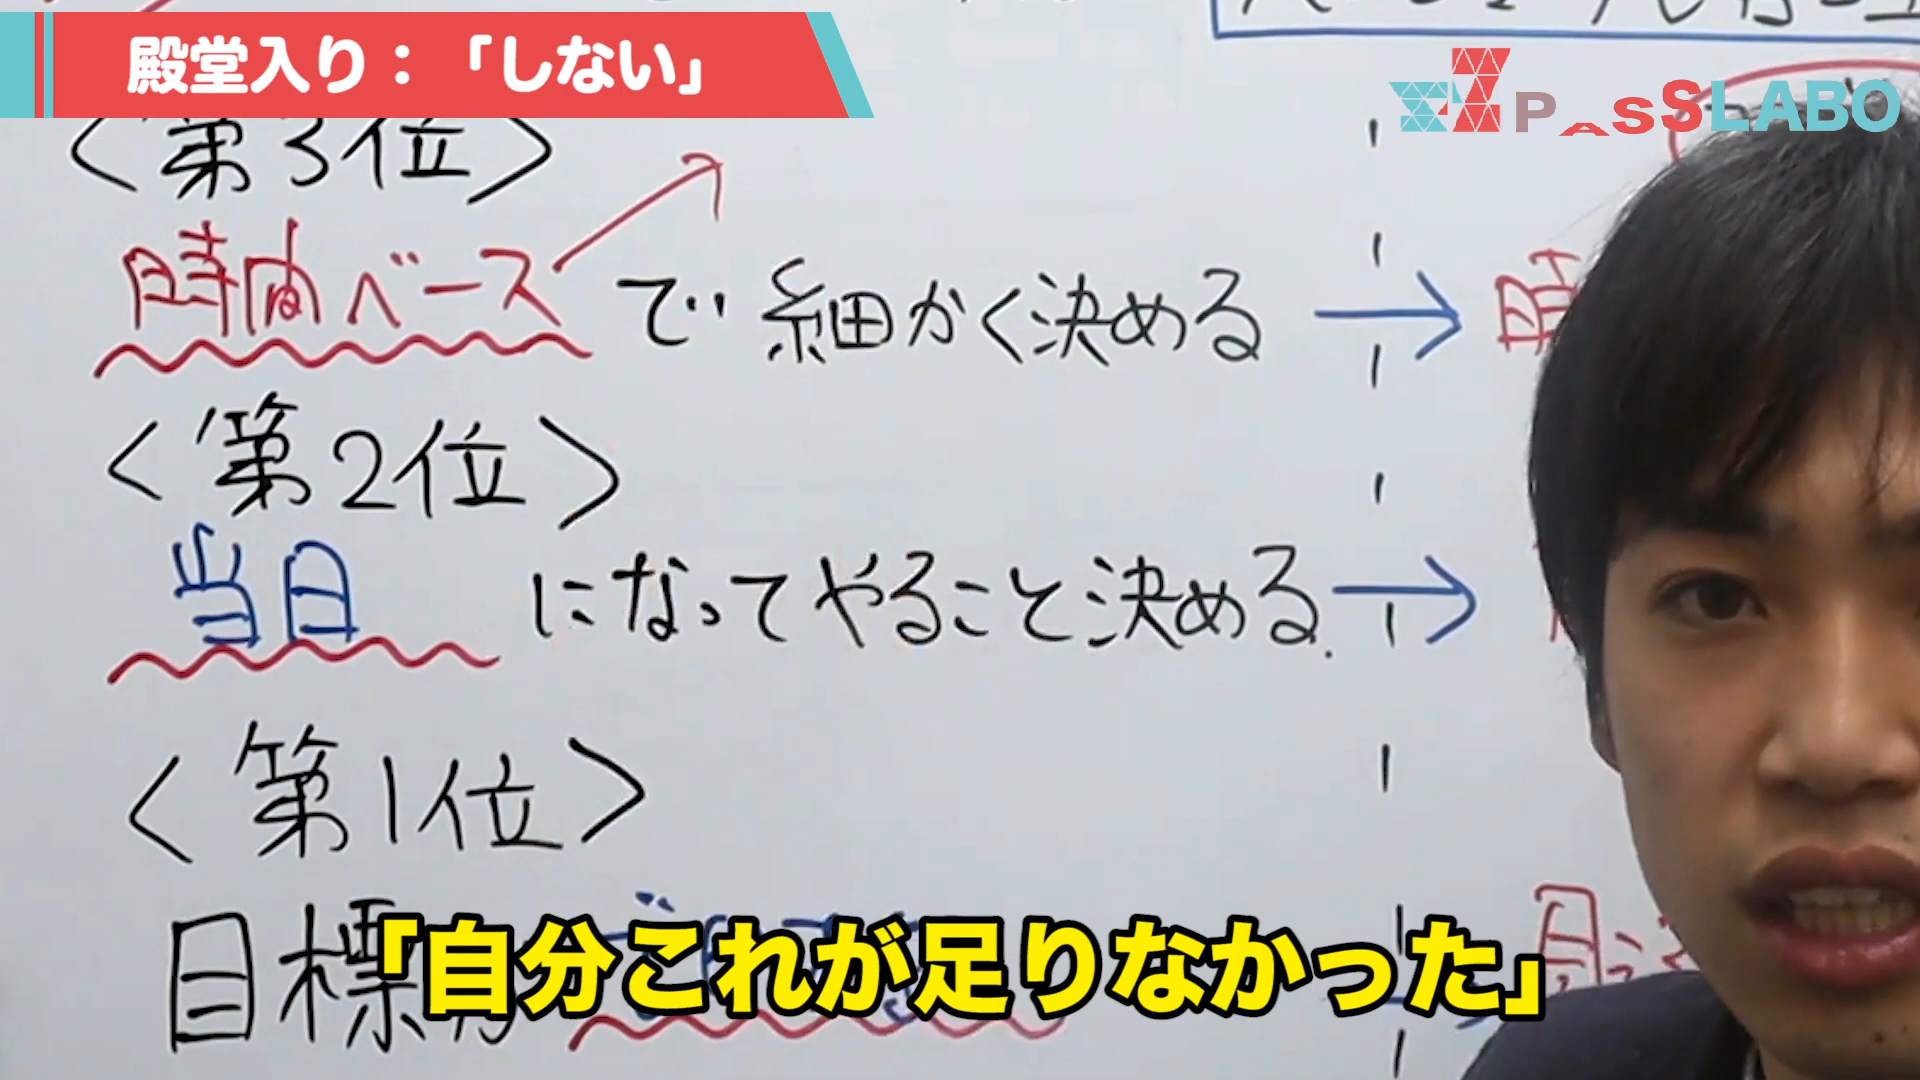 殿堂入り：「しない」
PASSLABO
<第3位>
時間ベースで細かく決める → 時
<第2位>
当日になってやること決める. →
<第1位>
目標が
「自分これが足りなかった」